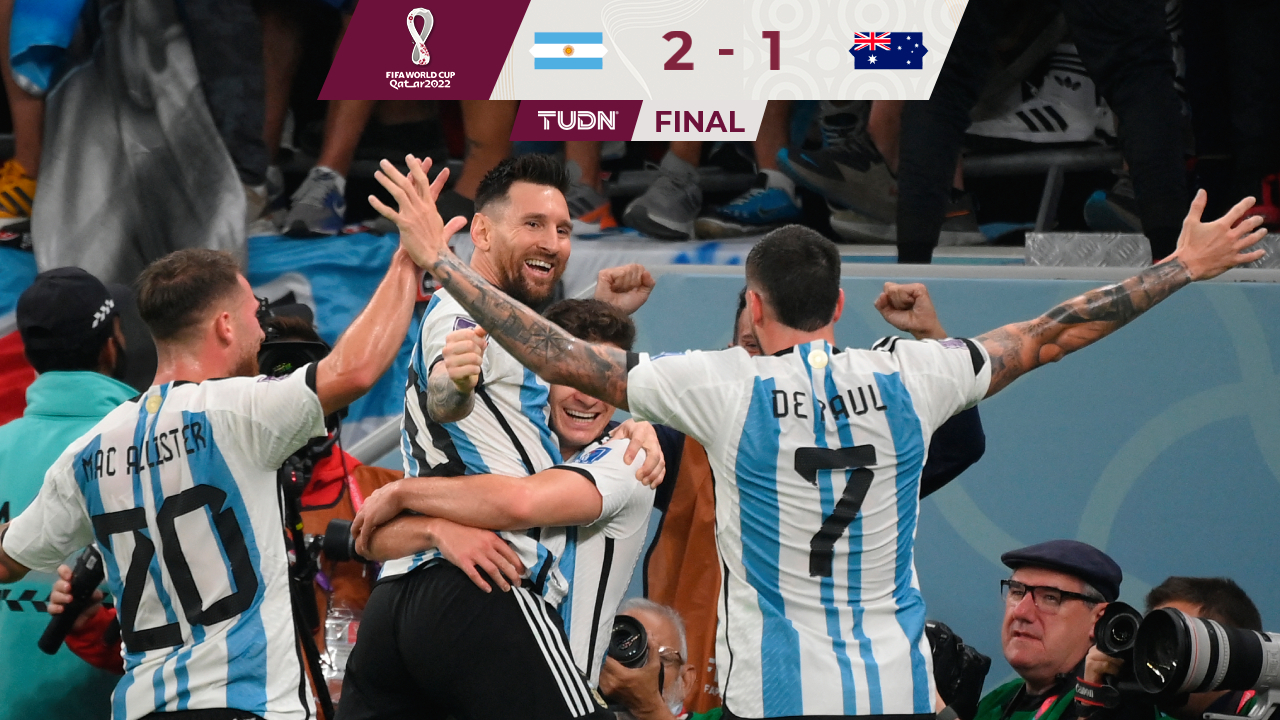 2 - 1
FIFA WORLD CUP
Qatar2022
TUDN
FINAL
DE PAUL
7
MAC ALLISTER
20